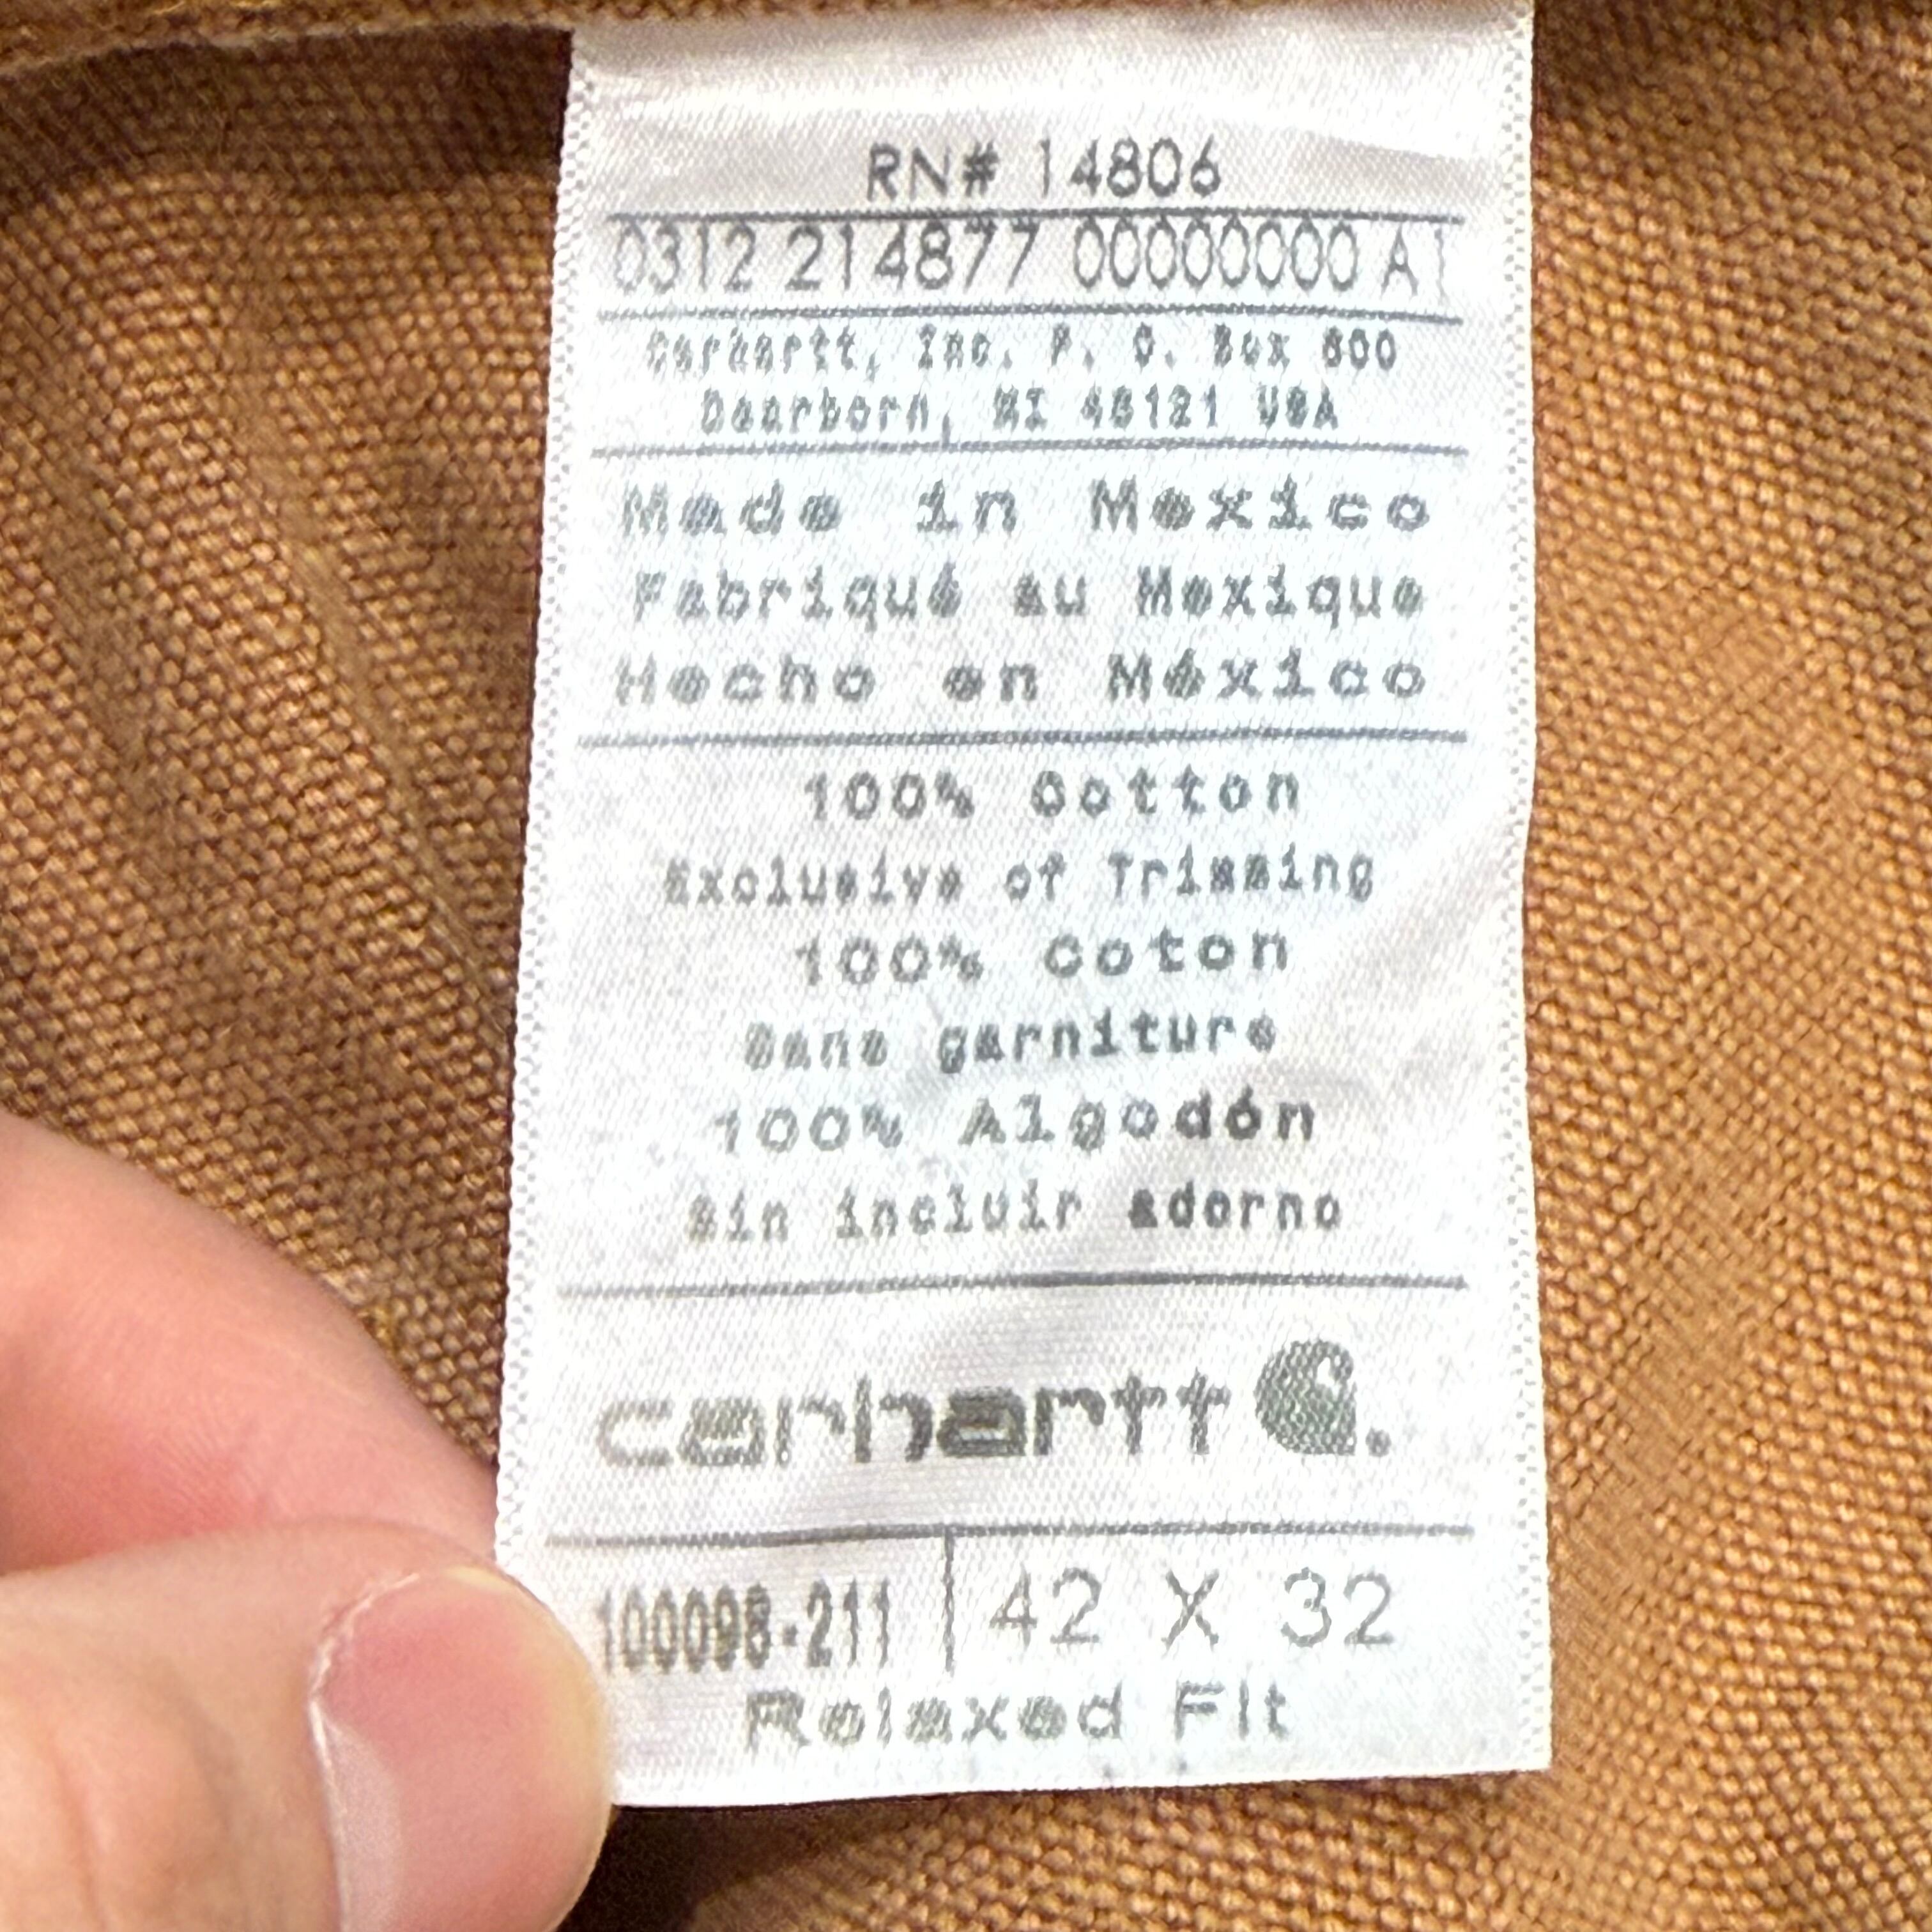 RN# 14806
0312 214877 00000000 A1
Carhartt, Inc. P. O. Box 600
Dearborn, MI 48121 USA
Made in Mexico
Fabriqué au Mexique
Hecho en México
100% Cotton
Exclusive of Trimming
100% Coton
Sans garniture
100% Algodón
Sin incluir adorno
carhartt
100096-211 42 X 32
Relaxed Fit